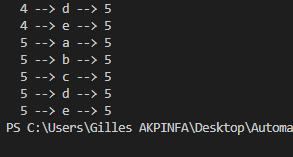 4 --> d --> 5
4 --> e --> 5
5 --> a --> 5
5 --> b --> 5
5 --> c --> 5
5 --> d --> 5
5 --> e --> 5
PS C:\Users\Gilles AKPINFA\Desktop\Automa